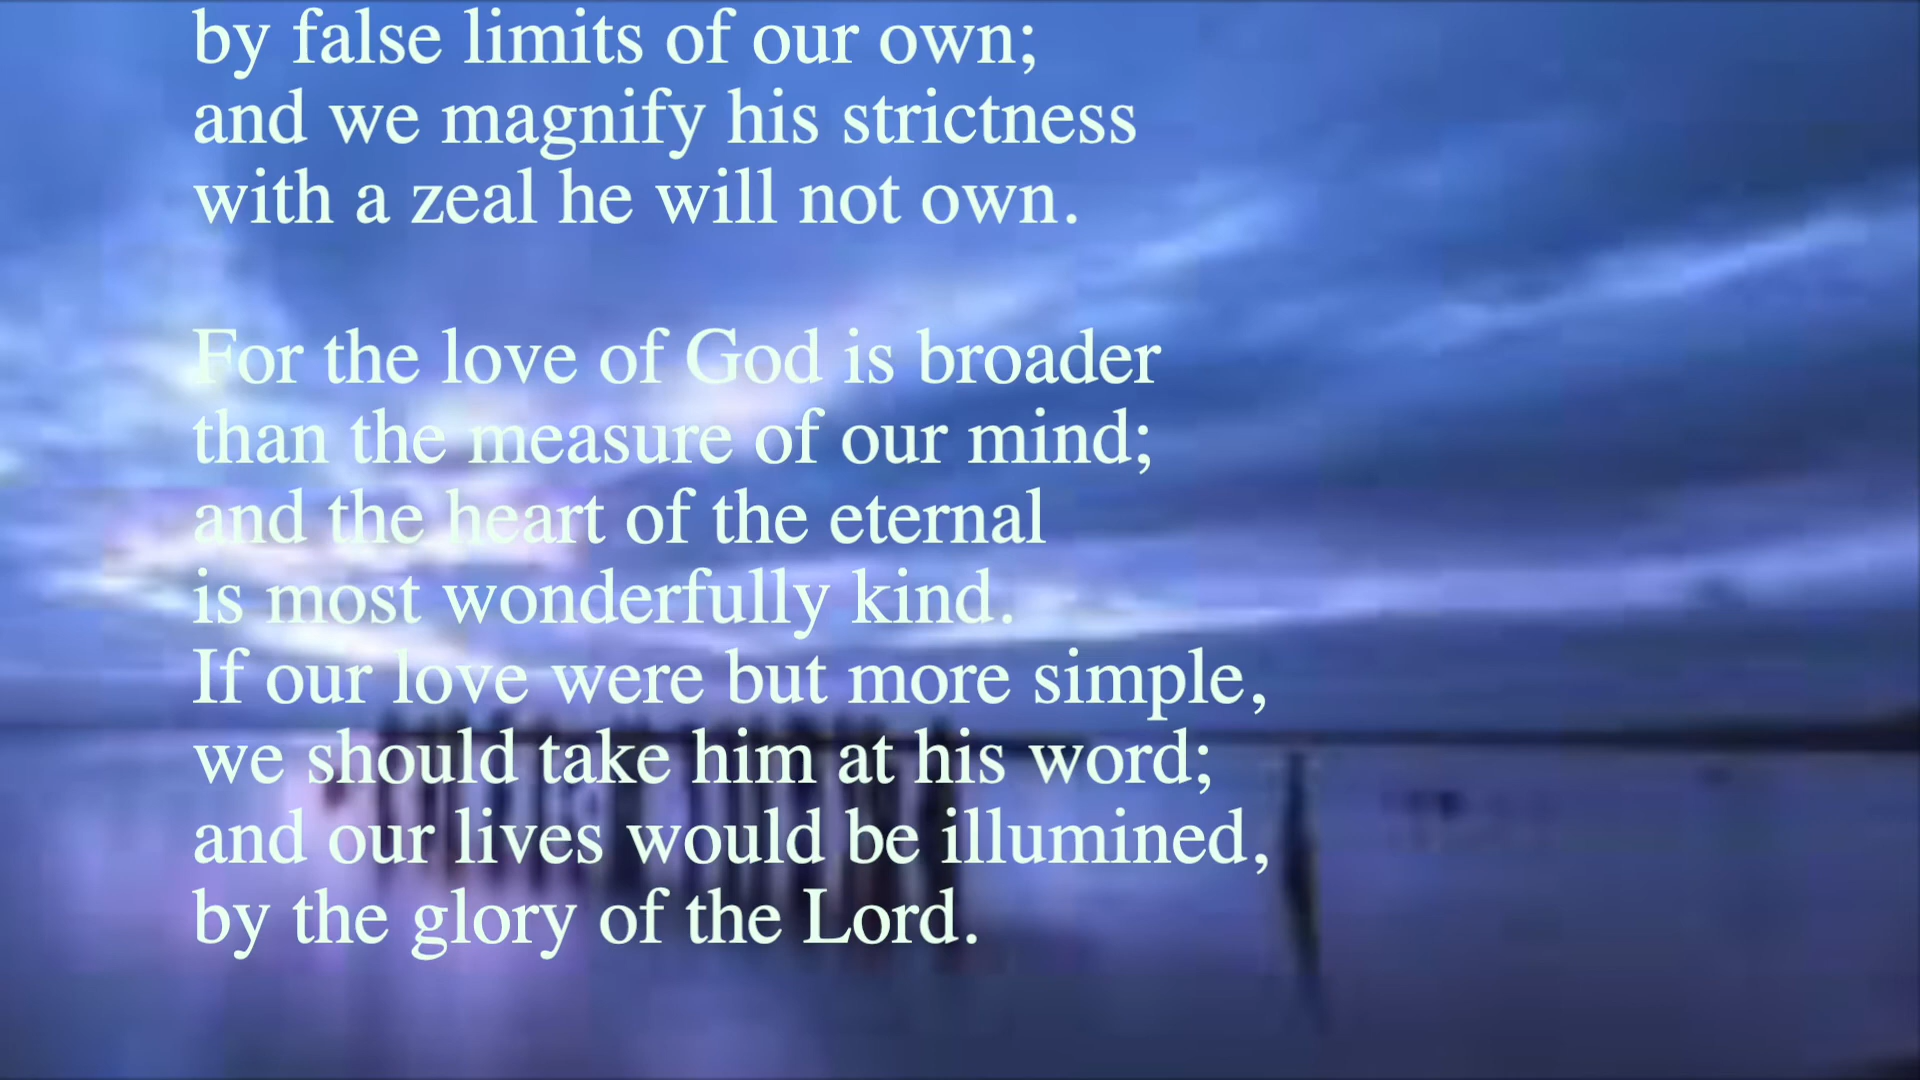 by false limits of our own;
and we magnify his strictness
with a zeal he will not own.
For the love of God is broader
than the measure of our mind;
and the heart of the eternal
is most wonderfully kind.
If our love were but more simple,
we should take him at his word;
and our lives would be illumined,
by the glory of the Lord.